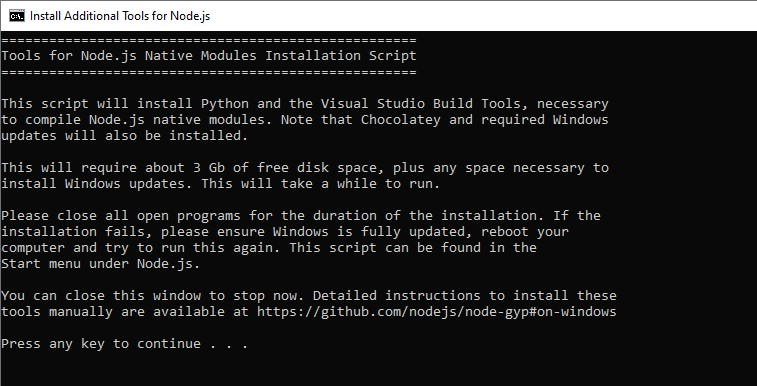 Install Additional Tools for Node.js
====================================================
Tools for Node.js Native Modules Installation Script
====================================================
This script will install Python and the Visual Studio Build Tools, necessary
to compile Node.js native modules. Note that Chocolatey and required Windows
updates will also be installed.
This will require about 3 Gb of free disk space, plus any space necessary to
install Windows updates. This will take a while to run.
Please close all open programs for the duration of the installation. If the
installation fails, please ensure Windows is fully updated, reboot your
computer and try to run this again. This script can be found in the
Start menu under Node.js.
You can close this window to stop now. Detailed instructions to install these
tools manually are available at https://github.com/nodejs/node-gyp#on-windows
Press any key to continue . . .